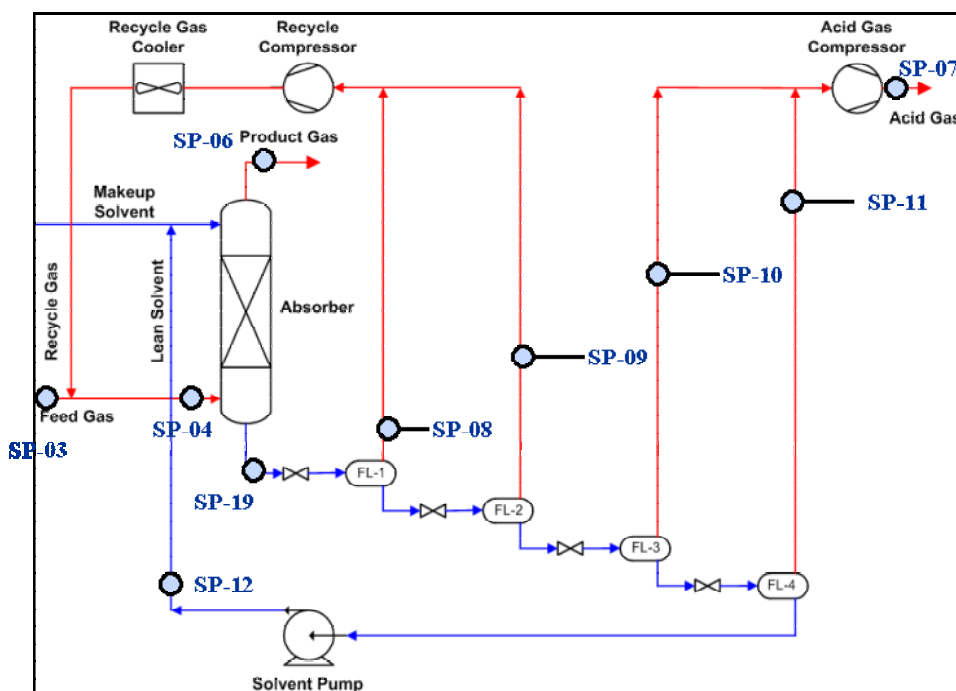 Recycle Gas
Cooler
Recycle
Compressor
Acid Gas
Compressor
SP-07
Acid Gas
SP-06
Product Gas
Makeup
Solvent
SP-11
SP-10
Recycle Gas
Lean Solvent
Absorber
SP-09
Feed Gas
SP-04
SP-08
SP-03
FL-1
SP-19
FL-2
FL-3
SP-12
FL-4
Solvent Pump